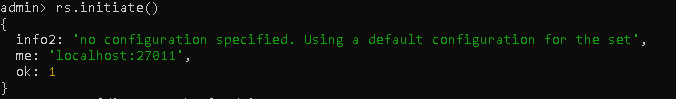 admin> rs.initiate()
{
  info2: 'no configuration specified. Using a default configuration for the set',
  me: 'localhost:27011',
  ok: 1
}